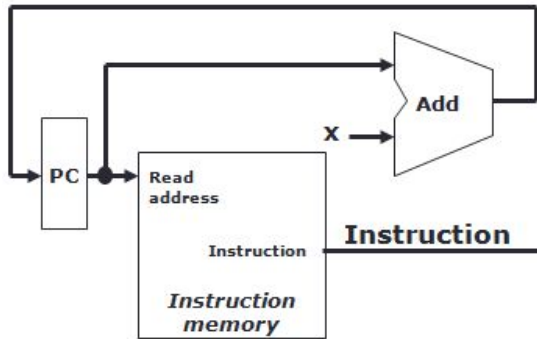 Add
X
PC
Read
address
Instruction
Instruction
Instruction
memory